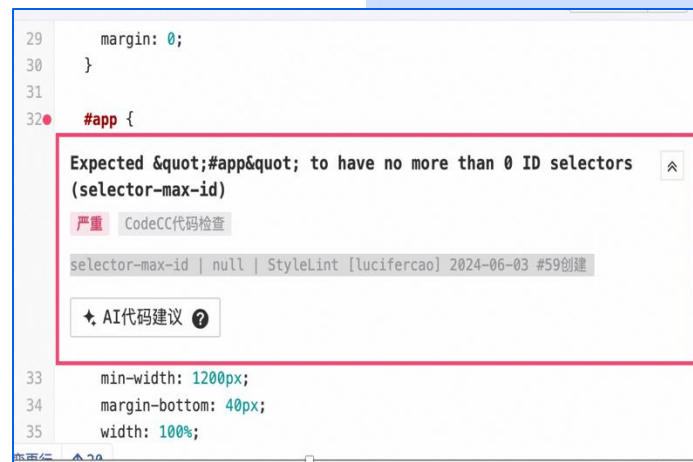 29 margin: 0;
30 }
31
32 #app {
Expected &quot;#app&quot; to have no more than 0 ID selectors
(selector-max-id)
严重 CodeCC代码检查
selector-max-id | null | StyleLint [lucifercao] 2024-06-03 #59创建
AI代码建议 ?
33 min-width: 1200px;
34 margin-bottom: 40px;
35 width: 100%;